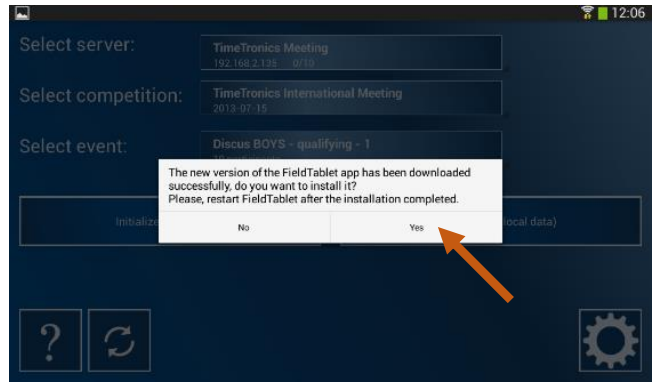 12:06
Select server:
TimeTronics Meeting
192.168.2.135 0/10
Select competition:
TimeTronics International Meeting
2013-07-15
Select event:
Discus BOYS - qualifying - 1
The new version of the FieldTablet app has been downloaded
successfully, do you want to install it?
Please, restart FieldTablet after the installation completed.
Initialize
No
Yes
local data)
?